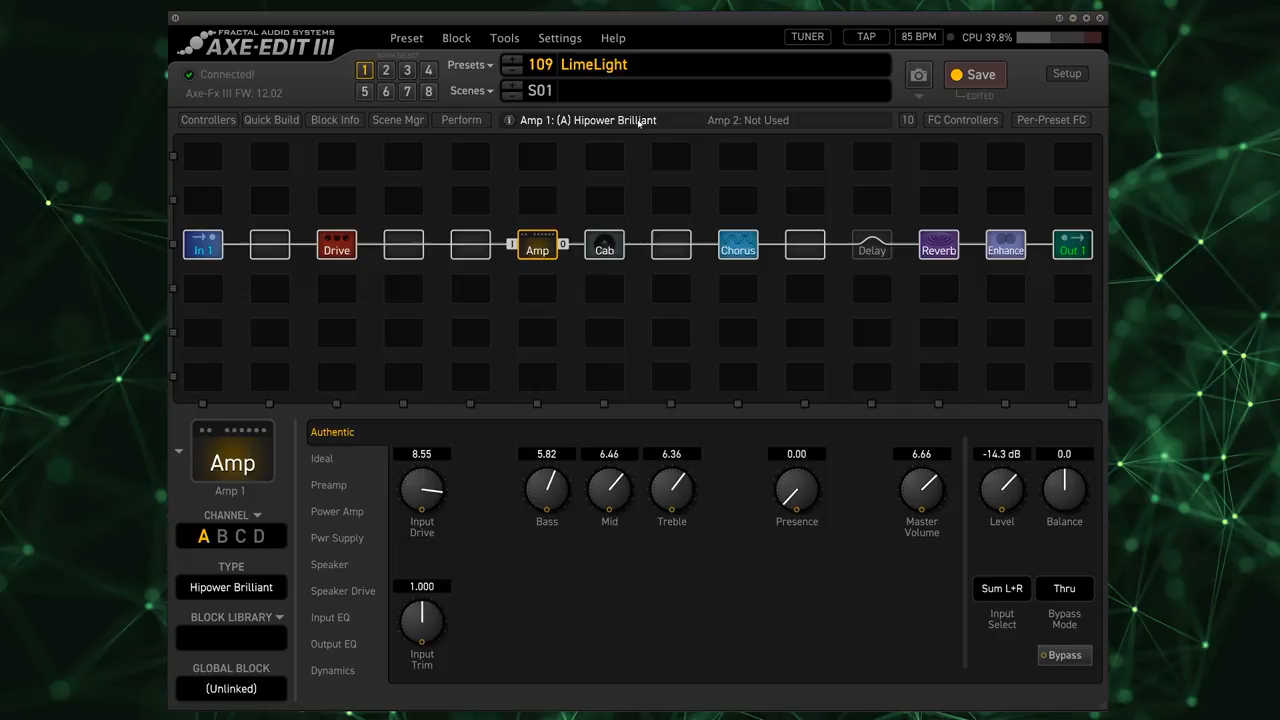 FRACTAL AUDIO SYSTEMS
AXE-EDIT III
Preset Block Tools Settings Help
TUNER TAP 85 BPM CPU 39.8%
Connected!
Axe-Fx III FW: 12.02
1 2 3 4
5 6 7 8
Presets 109 LimeLight
Scenes S01
Save
EDITED
Setup
Controllers Quick Build Block Info Scene Mgr Perform
Amp 1: (A) Hipower Brilliant Amp 2: Not Used
10 FC Controllers Per-Preset FC
In 1 Drive I Amp O Cab Chorus Delay Reverb Enhance Out 1
Amp
Amp 1
CHANNEL
A B C D
TYPE
Hipower Brilliant
BLOCK LIBRARY
GLOBAL BLOCK
(Unlinked)
Authentic
Ideal
Preamp
Power Amp
Pwr Supply
Speaker
Speaker Drive
Input EQ
Output EQ
Dynamics
8.55 5.82 6.46 6.36 0.00 6.66 -14.3 dB 0.0
Input Drive Bass Mid Treble Presence Master Volume Level Balance
1.000
Input Trim
Sum L+R Thru
Input Select Bypass Mode
Bypass